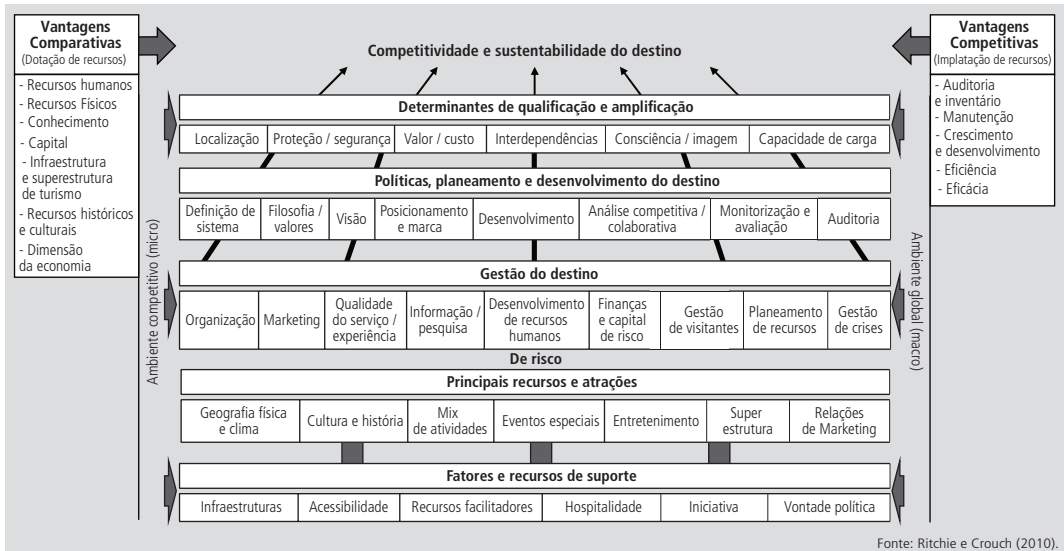 Vantagens
Comparativas
(Dotação de recursos)
- Recursos humanos
- Recursos Físicos
- Conhecimento
- Capital
- Infraestrutura
e superestrutura
de turismo
- Recursos históricos
e culturais
- Dimensão
da economia
Competitividade e sustentabilidade do destino
Vantagens
Competitivas
(Implatação de recursos)
- Auditoria
e inventário
- Manutenção
- Crescimento
e desenvolvimento
- Eficiência
- Eficácia
Ambiente competitivo (micro)
Determinantes de qualificação e amplificação
Localização
Proteção / segurança
Valor / custo
Interdependências
Consciência / imagem
Capacidade de carga
Políticas, planeamento e desenvolvimento do destino
Definição de
sistema
Filosofia /
valores
Visão
Posicionamento
e marca
Desenvolvimento
Análise competitiva /
colaborativa
Monitorização e
avaliação
Auditoria
Gestão do destino
Organização
Marketing
Qualidade
do serviço /
experiência
Informação /
pesquisa
Desenvolvimento
de recursos
humanos
Finanças
e capital
de risco
Gestão
de visitantes
Planeamento
de recursos
Gestão
de crises
De risco
Principais recursos e atrações
Geografia física
e clima
Cultura e história
Mix
de atividades
Eventos especiais
Entretenimento
Super
estrutura
Relações
de Marketing
Fatores e recursos de suporte
Infraestruturas
Acessibilidade
Recursos facilitadores
Hospitalidade
Iniciativa
Vontade política
Ambiente global (macro)
Fonte: Ritchie e Crouch (2010).